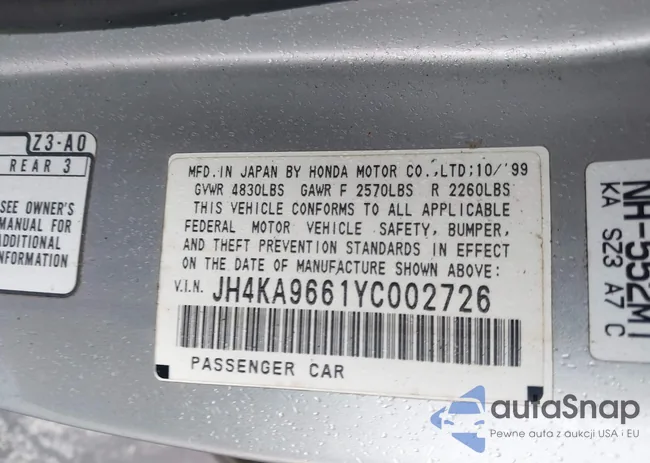 Z3-A0
REAR 3
SEE OWNER'S
MANUAL FOR
ADDITIONAL
INFORMATION
MFD. IN JAPAN BY HONDA MOTOR CO.,LTD;10/'99
GVWR 4830LBS GAWR F 2570LBS R 2260LBS
THIS VEHICLE CONFORMS TO ALL APPLICABLE
FEDERAL MOTOR VEHICLE SAFETY, BUMPER,
AND THEFT PREVENTION STANDARDS IN EFFECT
ON THE DATE OF MANUFACTURE SHOWN ABOVE:
V.I.N. JH4KA9661YC002726
PASSENGER CAR
NH-552M1
KA SZ3 A7 C
autaSnap
Pewne auta z aukcji USA i EU